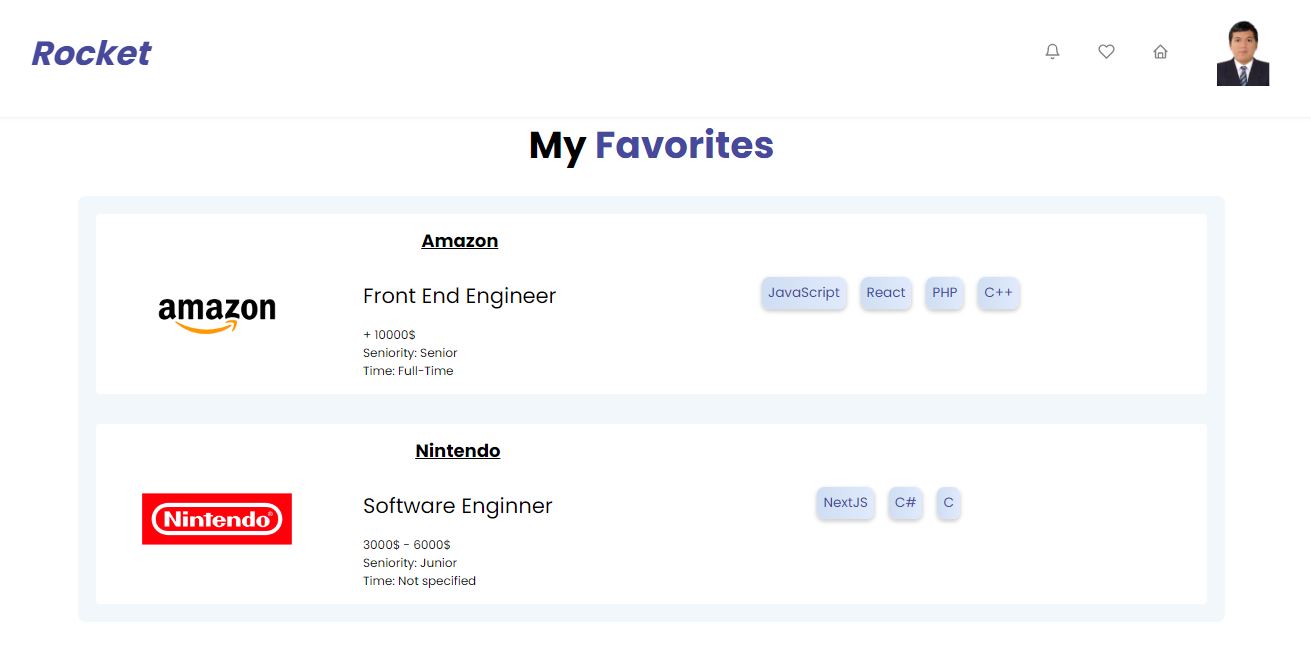 Rocket
My Favorites
Amazon
amazon
Front End Engineer
+ 10000$
Seniority: Senior
Time: Full-Time
JavaScript React PHP C++
Nintendo
Nintendo®
Software Enginner
3000$ - 6000$
Seniority: Junior
Time: Not specified
NextJS C# C